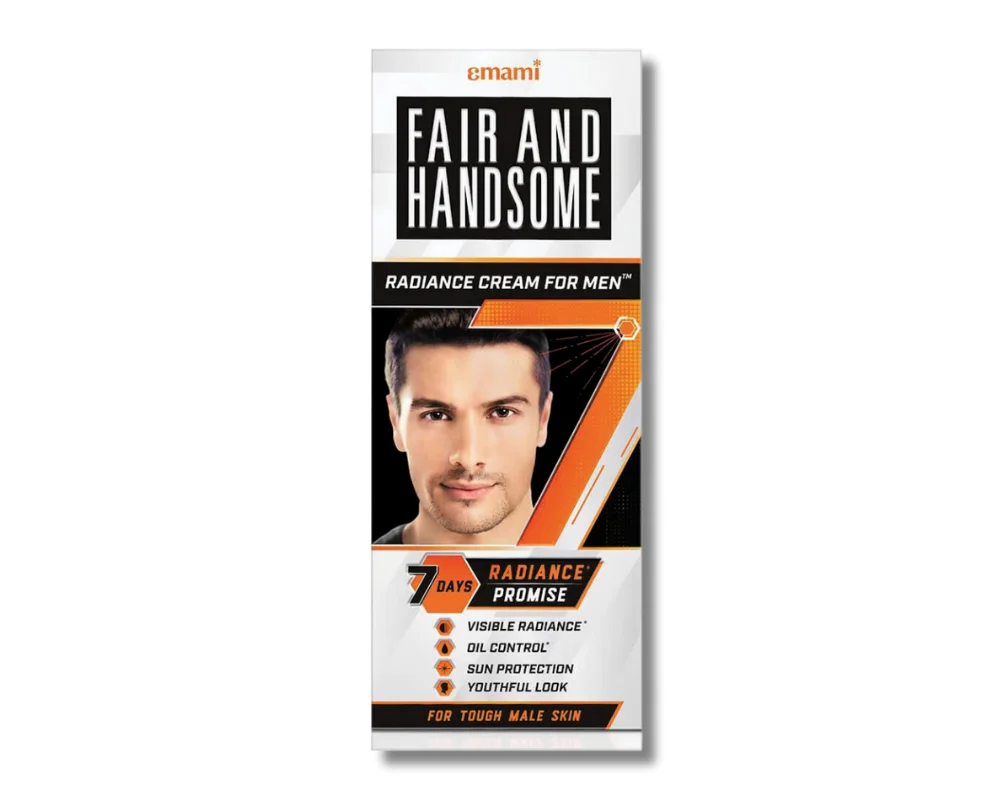 emami*
FAIR AND
HANDSOME
RADIANCE CREAM FOR MEN™
7 DAYS
RADIANCE*
PROMISE
VISIBLE RADIANCE*
OIL CONTROL*
SUN PROTECTION
YOUTHFUL LOOK
FOR TOUGH MALE SKIN